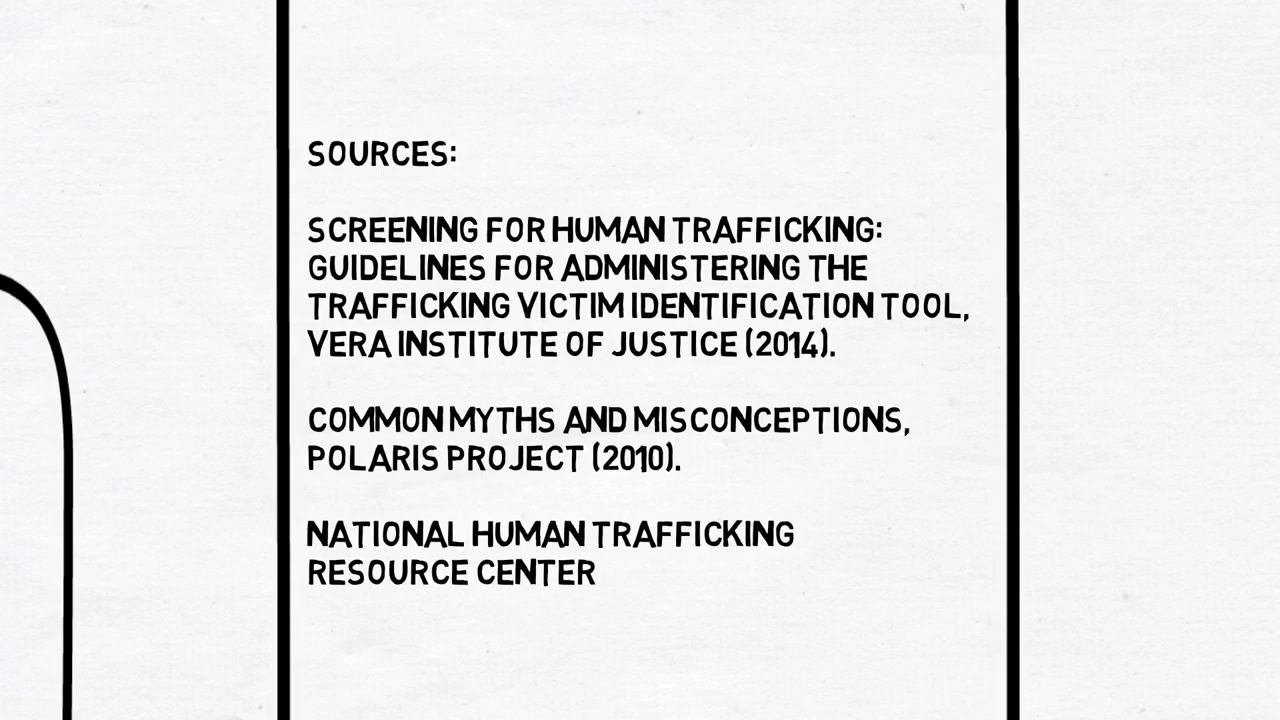 SOURCES:
SCREENING FOR HUMAN TRAFFICKING:
GUIDELINES FOR ADMINISTERING THE
TRAFFICKING VICTIM IDENTIFICATION TOOL,
VERA INSTITUTE OF JUSTICE (2014).
COMMON MYTHS AND MISCONCEPTIONS,
POLARIS PROJECT (2010).
NATIONAL HUMAN TRAFFICKING
RESOURCE CENTER